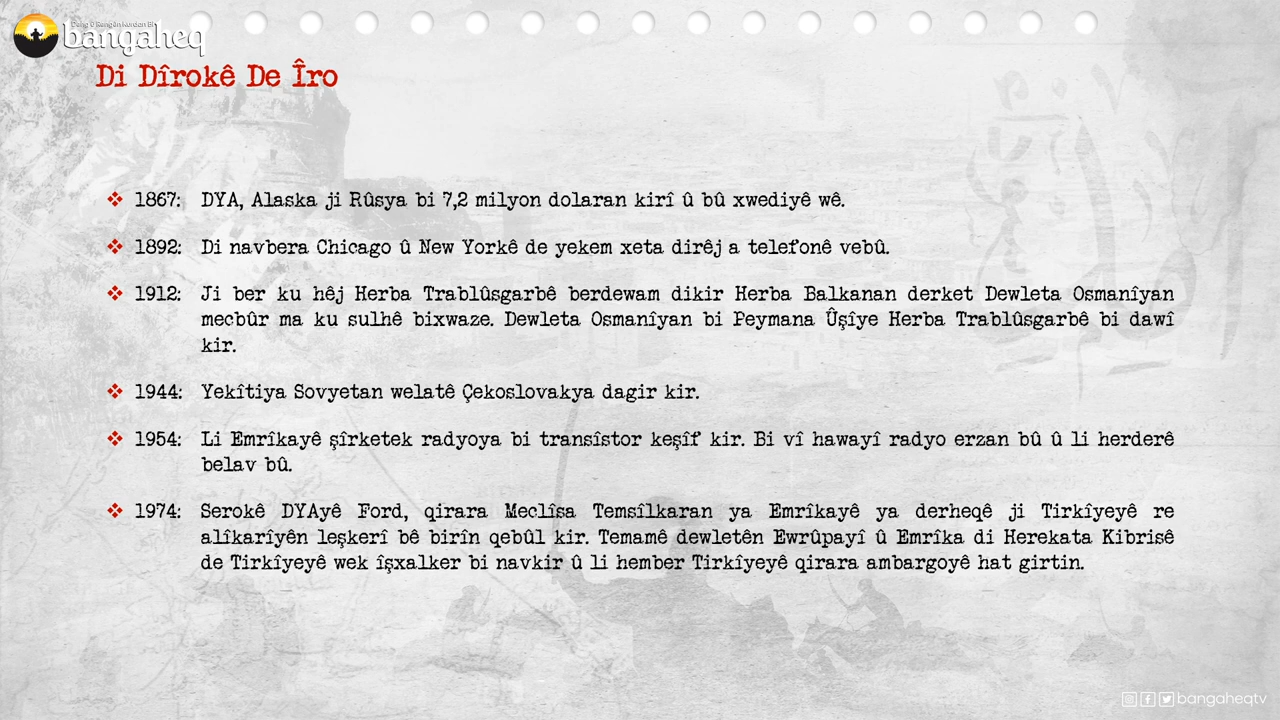 Deng û Rengên Kurdan Bi
bangaheq
Di Dîrokê De Îro
❖ 1867: DYA, Alaska ji Rûsya bi 7,2 milyon dolaran kirî û bû xwediyê wê.
❖ 1892: Di navbera Chicago û New Yorkê de yekem xeta dirêj a telefonê vebû.
❖ 1912: Ji ber ku hêj Herba Trablûsgarbê berdewam dikir Herba Balkanan derket Dewleta Osmanîyan
mecbûr ma ku sulhê bixwaze. Dewleta Osmanîyan bi Peymana Ûşîye Herba Trablûsgarbê bi dawî
kir.
❖ 1944: Yekîtiya Sovyetan welatê Çekoslovakya dagir kir.
❖ 1954: Li Emrîkayê şîrketek radyoya bi transîstor keşîf kir. Bi vî hawayî radyo erzan bû û li herderê
belav bû.
❖ 1974: Serokê DYAyê Ford, qirara Meclîsa Temsîlkaran ya Emrîkayê ya derheqê ji Tirkîyeyê re
alîkarîyên leşkerî bê birîn qebûl kir. Temamê dewletên Ewrûpayî û Emrîka di Herekata Kibrisê
de Tirkîyeyê wek îşxalker bi navkir û li hember Tirkîyeyê qirara ambargoyê hat girtin.
bangaheqtv